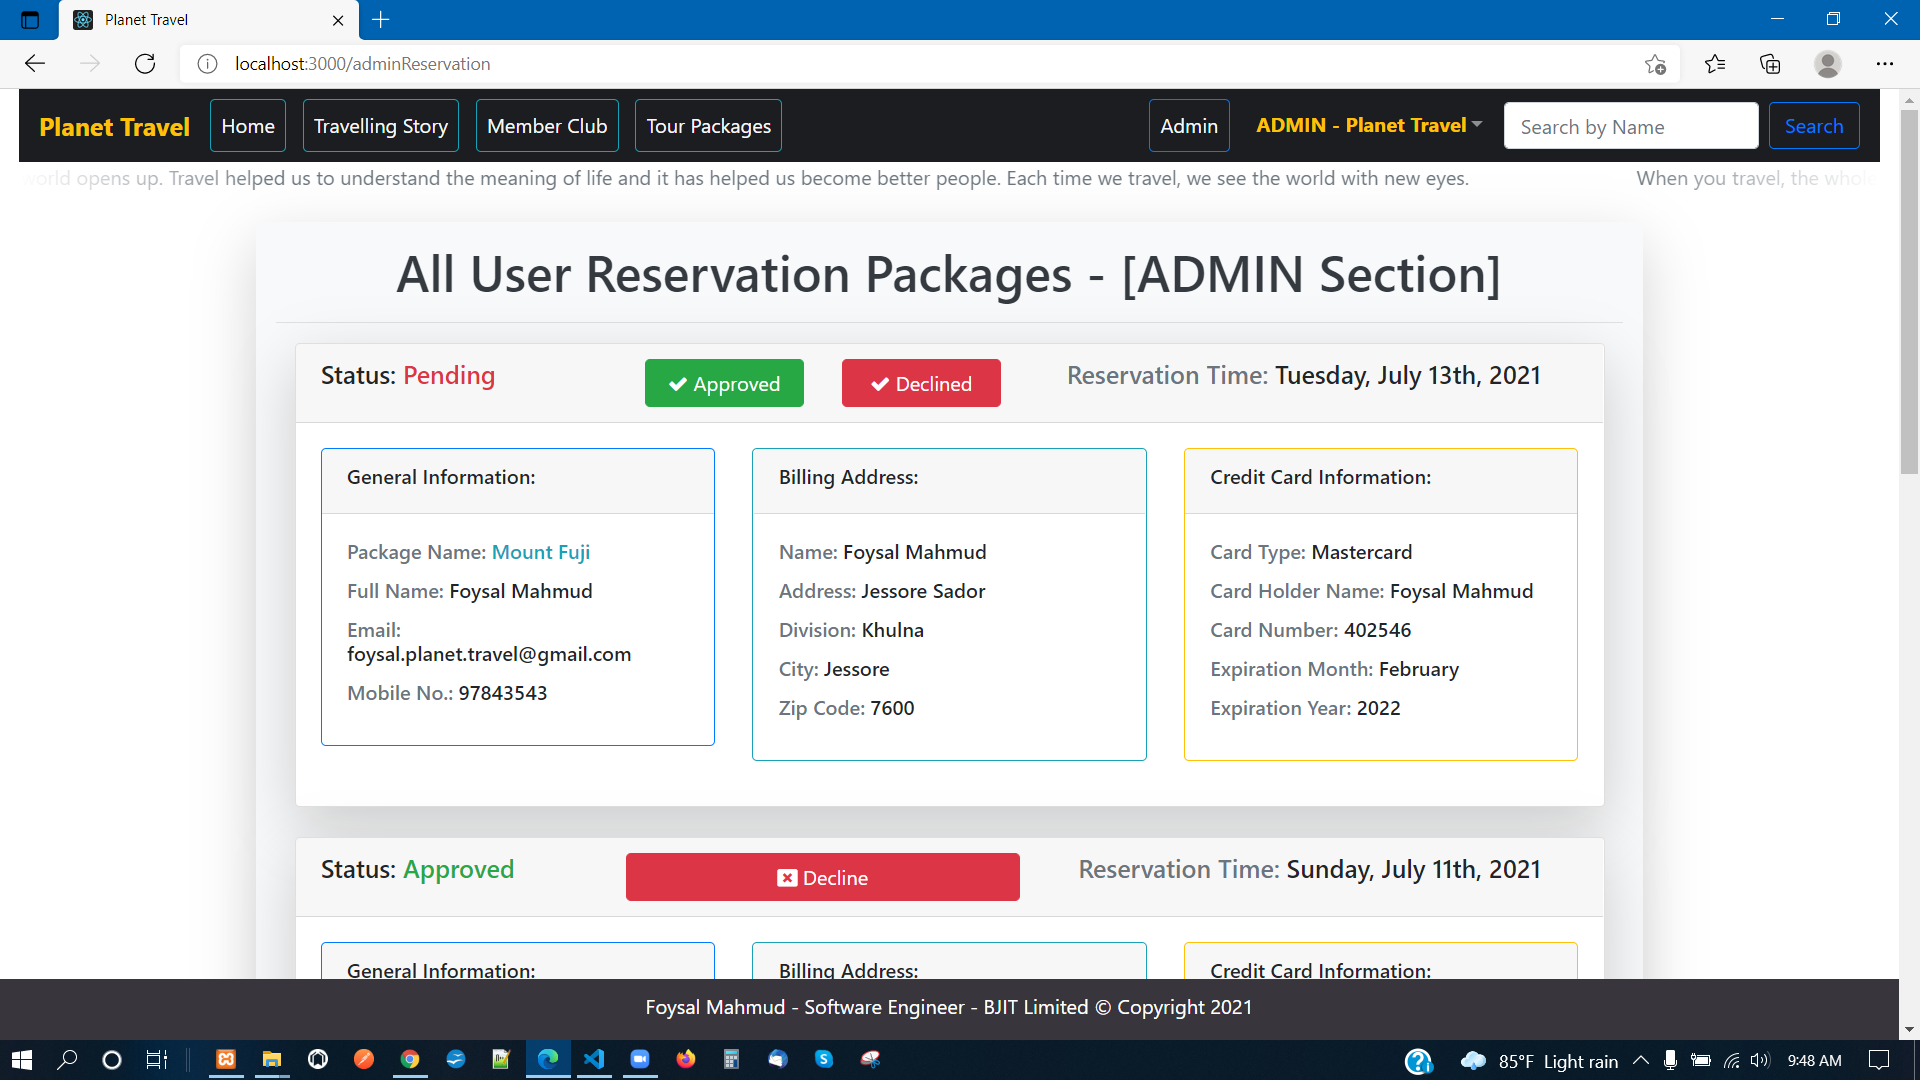 Planet Travel
localhost:3000/adminReservation
Planet Travel Home Travelling Story Member Club Tour Packages Admin ADMIN - Planet Travel Search by Name Search
world opens up. Travel helped us to understand the meaning of life and it has helped us become better people. Each time we travel, we see the world with new eyes. When you travel, the whole
All User Reservation Packages - [ADMIN Section]
Status: Pending Approved Declined Reservation Time: Tuesday, July 13th, 2021
General Information:
Package Name: Mount Fuji
Full Name: Foysal Mahmud
Email:
foysal.planet.travel@gmail.com
Mobile No.: 97843543
Billing Address:
Name: Foysal Mahmud
Address: Jessore Sador
Division: Khulna
City: Jessore
Zip Code: 7600
Credit Card Information:
Card Type: Mastercard
Card Holder Name: Foysal Mahmud
Card Number: 402546
Expiration Month: February
Expiration Year: 2022
Status: Approved Decline Reservation Time: Sunday, July 11th, 2021
General Information: Billing Address: Credit Card Information:
Foysal Mahmud - Software Engineer - BJIT Limited © Copyright 2021
85°F Light rain 9:48 AM